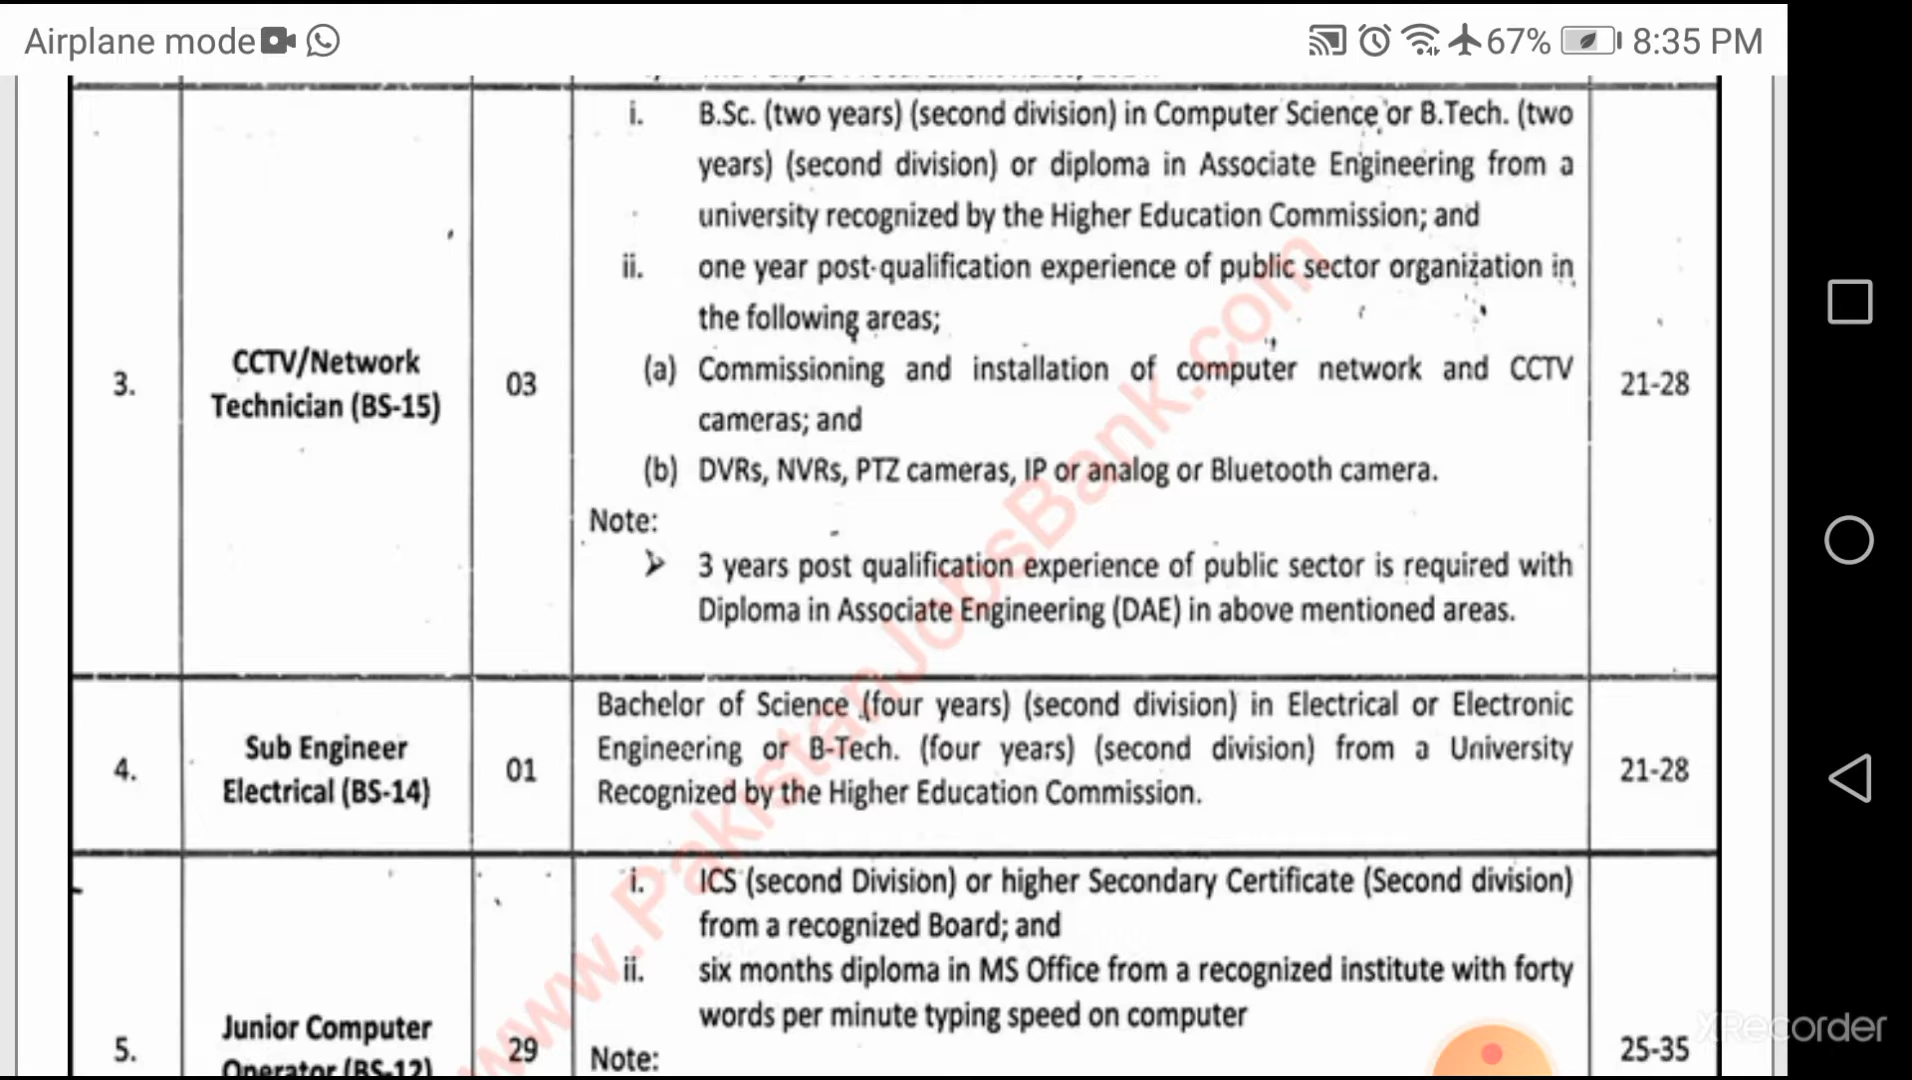 Airplane mode 67% 8:35 PM
i. B.Sc. (two years) (second division) in Computer Science or B.Tech. (two
years) (second division) or diploma in Associate Engineering from a
university recognized by the Higher Education Commission; and
ii. one year post-qualification experience of public sector organization in
the following areas;
3.
CCTV/Network
Technician (BS-15)
03
(a) Commissioning and installation of computer network and CCTV
cameras; and
(b) DVRs, NVRs, PTZ cameras, IP or analog or Bluetooth camera.
Note:
➢ 3 years post qualification experience of public sector is required with
Diploma in Associate Engineering (DAE) in above mentioned areas.
21-28
4.
Sub Engineer
Electrical (BS-14)
01
Bachelor of Science (four years) (second division) in Electrical or Electronic
Engineering or B-Tech. (four years) (second division) from a University
Recognized by the Higher Education Commission.
21-28
5.
Junior Computer
Operator (BS-12)
29
i. ICS (second Division) or higher Secondary Certificate (Second division)
from a recognized Board; and
ii. six months diploma in MS Office from a recognized institute with forty
words per minute typing speed on computer
Note:
25-35
www.PakistanJobsBank.com
XRecorder